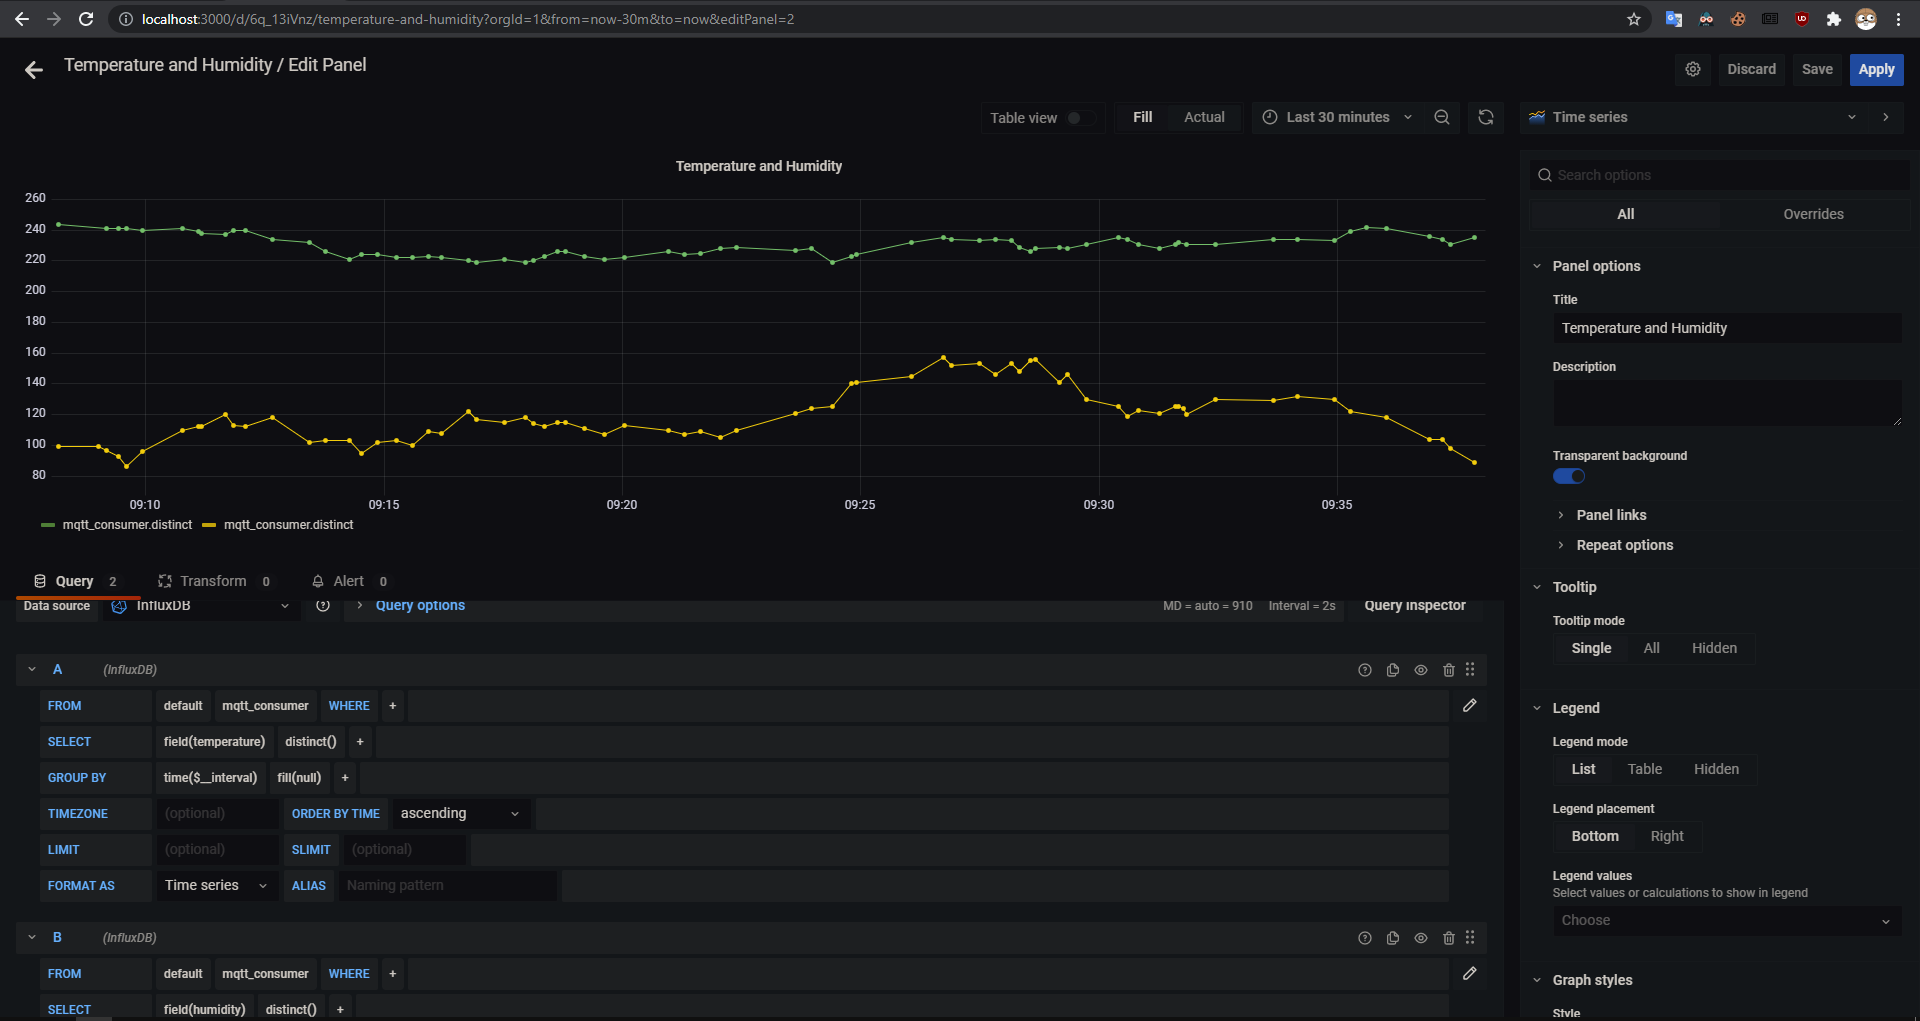 localhost:3000/d/6q_13iVnz/temperature-and-humidity?orgId=1&from=now-30m&to=now&editPanel=2
Temperature and Humidity / Edit Panel
Discard Save Apply
Table view Fill Actual Last 30 minutes Time series
Temperature and Humidity
260
240
220
200
180
160
140
120
100
80
09:10 09:15 09:20 09:25 09:30 09:35
mqtt_consumer.distinct mqtt_consumer.distinct
Query 2 Transform 0 Alert 0
Data source InfluxDB Query options MD = auto = 910 Interval = 2s Query inspector
A (InfluxDB)
FROM default mqtt_consumer WHERE +
SELECT field(temperature) distinct() +
GROUP BY time($__interval) fill(null) +
TIMEZONE (optional) ORDER BY TIME ascending
LIMIT (optional) SLIMIT (optional)
FORMAT AS Time series ALIAS Naming pattern
B (InfluxDB)
FROM default mqtt_consumer WHERE +
SELECT field(humidity) distinct() +
Search options
All Overrides
Panel options
Title
Temperature and Humidity
Description
Transparent background
Panel links
Repeat options
Tooltip
Tooltip mode
Single All Hidden
Legend
Legend mode
List Table Hidden
Legend placement
Bottom Right
Legend values
Select values or calculations to show in legend
Choose
Graph styles
Style